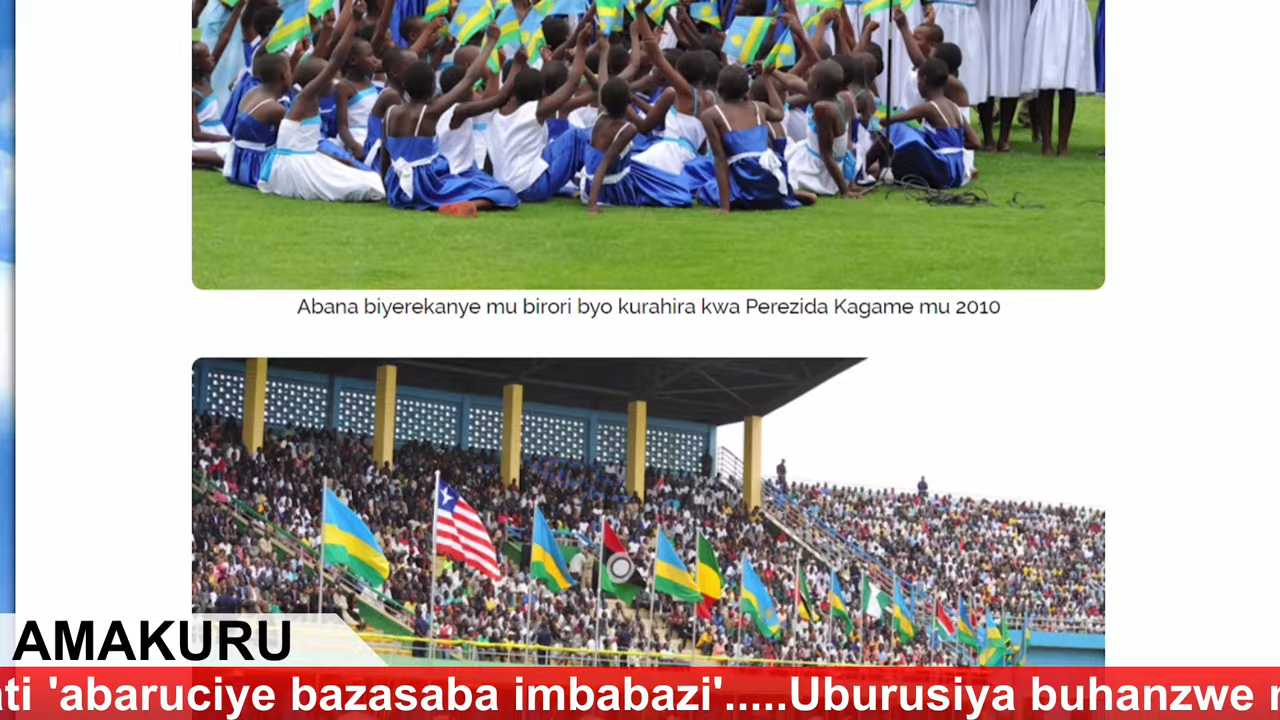 Abana biyerekanye mu birori byo kurahira kwa Perezida Kagame mu 2010
AMAKURU
'abaruciye bazasaba imbabazi'.....Uburusiya buhanzwe